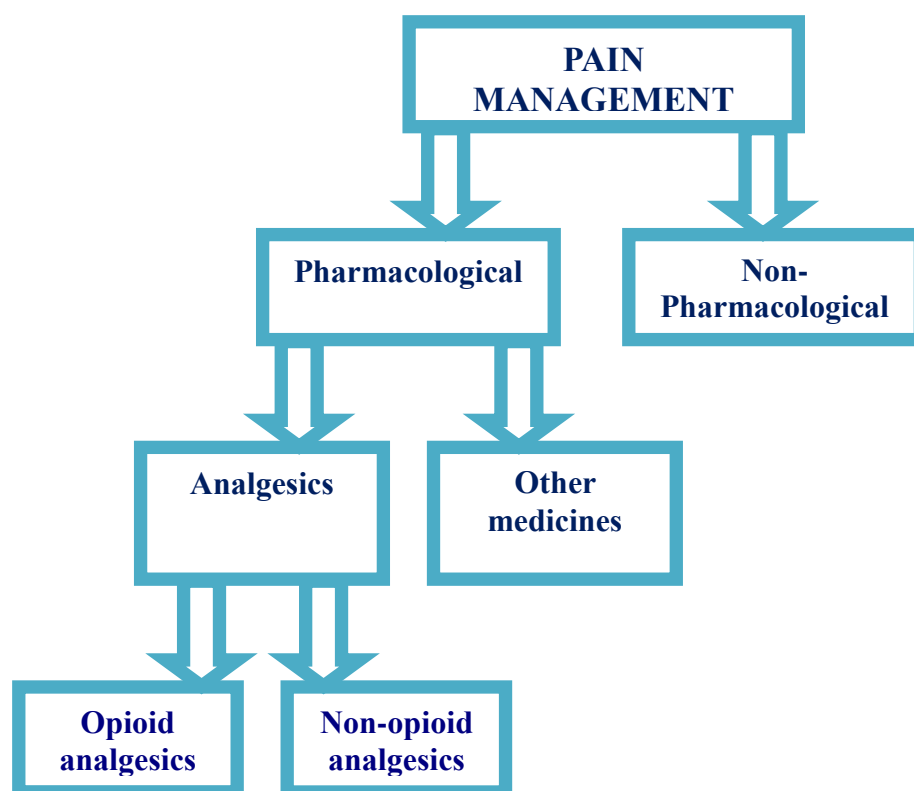 PAIN
MANAGEMENT
Pharmacological
Non-
Pharmacological
Analgesics
Other
medicines
Opioid
analgesics
Non-opioid
analgesics